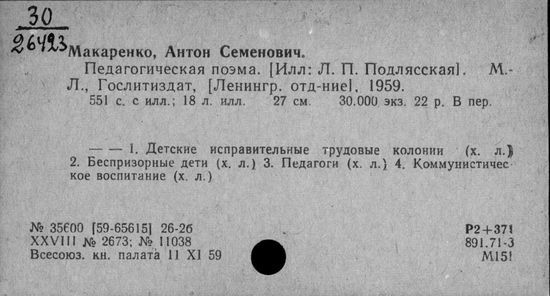 30
26423
Макаренко, Антон Семенович.
Педагогическая поэма. [Илл: Л. П. Подлясская]. М.-
Л., Гослитиздат, [Ленингр. отд-ние], 1959.
551 с. с илл.; 18 л. илл. 27 см. 30.000 экз. 22 р. В пер.
— — 1. Детские исправительные трудовые колонии (х. л.)
2. Беспризорные дети (х. л.) 3. Педагоги (х. л.) 4. Коммунистичес-
кое воспитание (х. л.)
№ 35600 [59-65615] 26-26
XXVIII № 2673; № 11038
Всесоюз. кн. палата 11 XI 59
Р2+371
891.71-3
М151